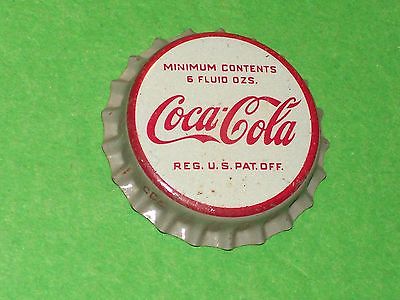 MINIMUM CONTENTS
6 FLUID OZS.
Coca-Cola
REG. U.S. PAT. OFF.